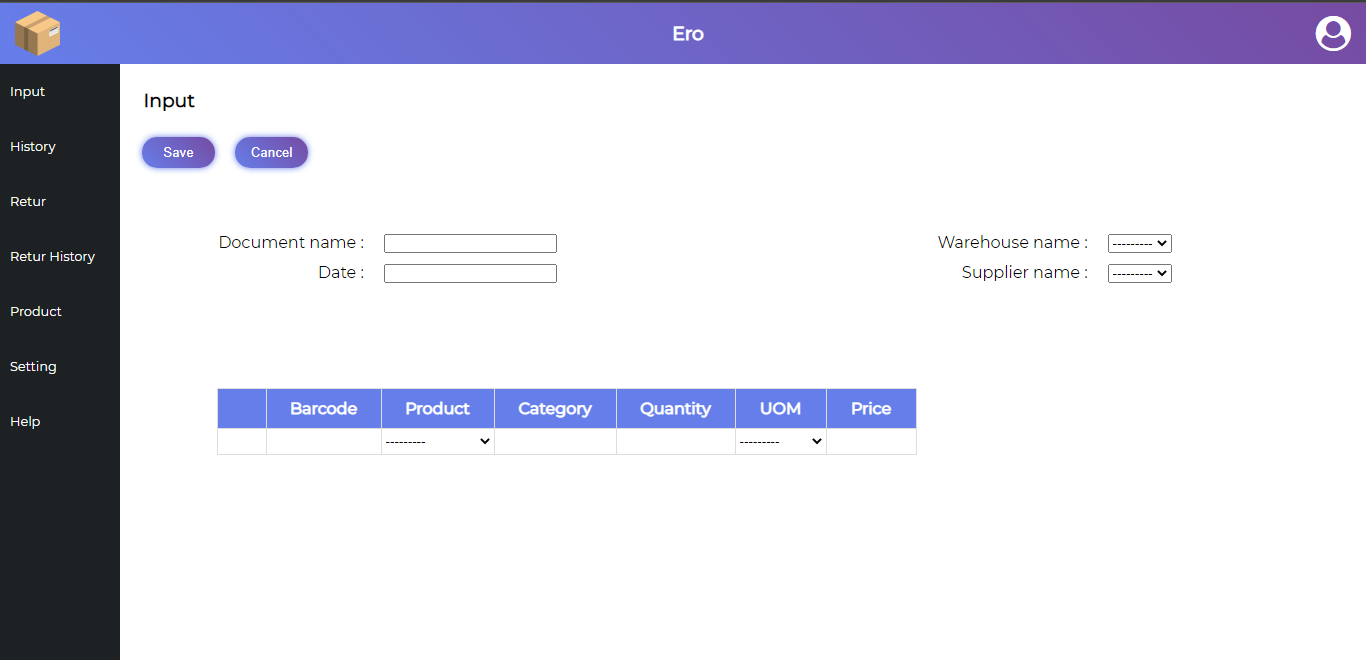 Ero
Input
History
Retur
Retur History
Product
Setting
Help
Input
Save Cancel
Document name :
Date :
Warehouse name : ---------
Supplier name : ---------
Barcode Product Category Quantity UOM Price
--------- ---------